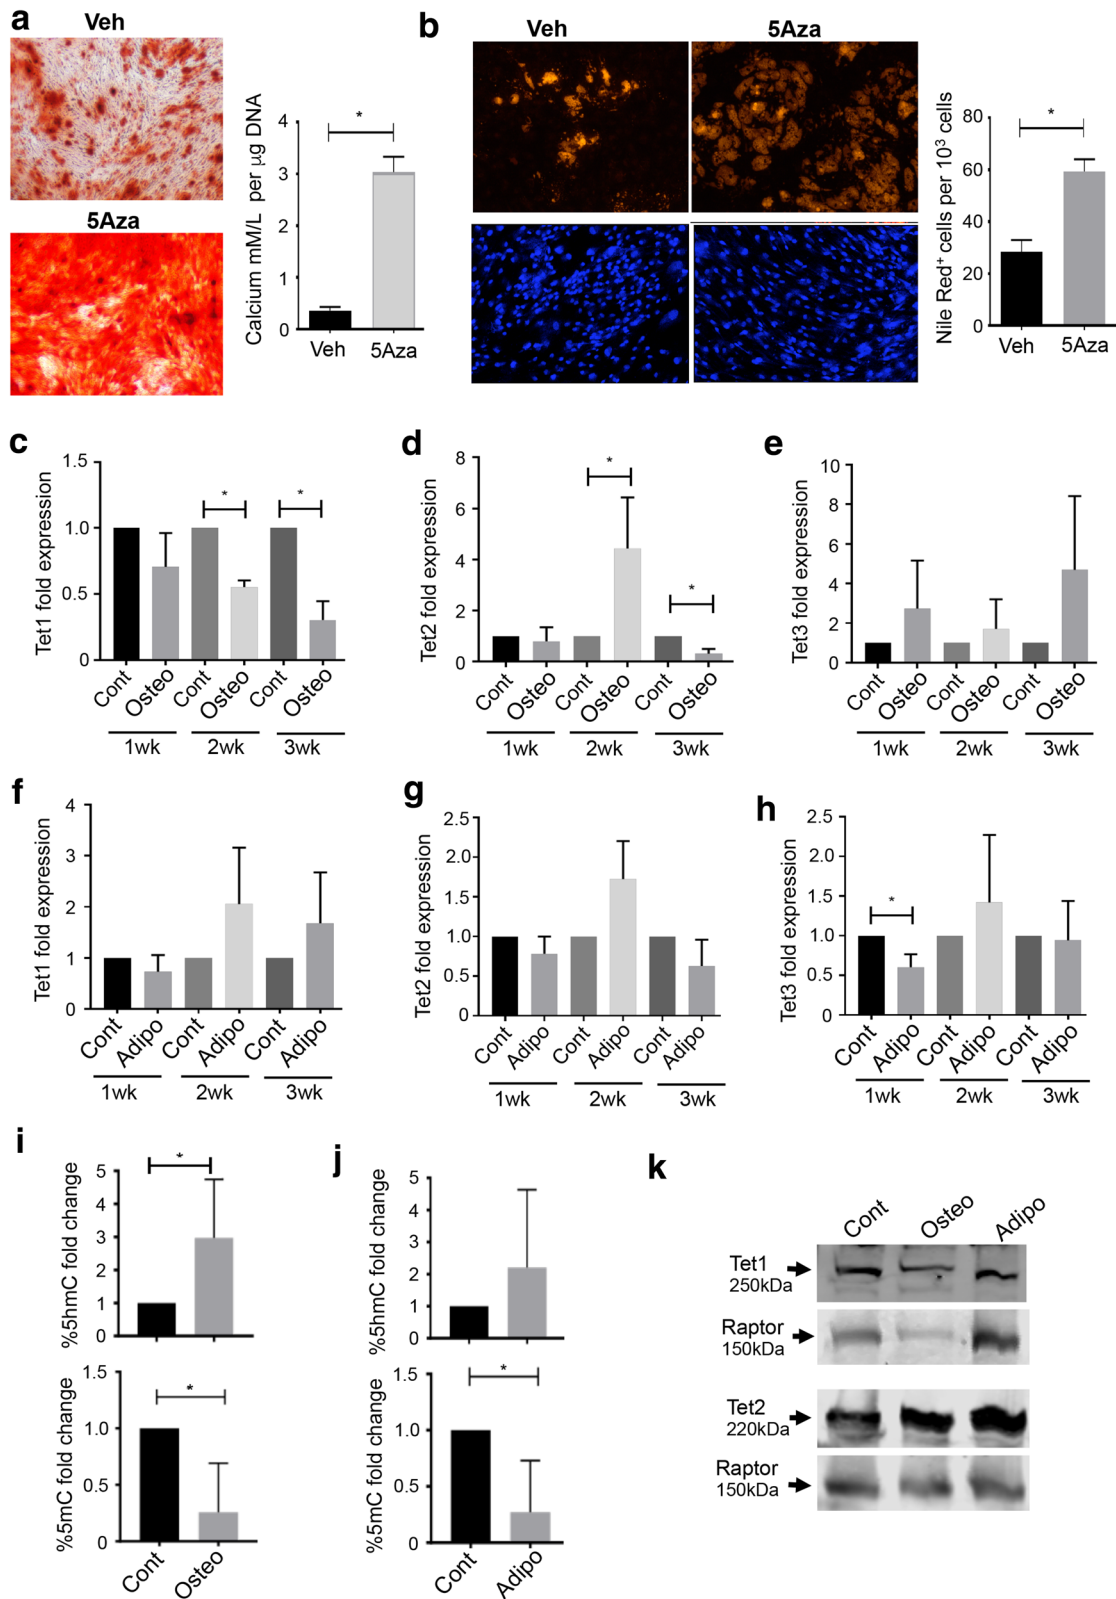 a
Veh
5Aza
Calcium mM/L per µg DNA
4
3
2
1
0
*
Veh
5Aza
b
Veh
5Aza
Nile Red+ cells per 10³ cells
80
60
40
20
0
*
Veh
5Aza
c
Tet1 fold expression
1.5
1.0
0.5
0
*
*
Cont
Osteo
Cont
Osteo
Cont
Osteo
1wk
2wk
3wk
d
Tet2 fold expression
8
6
4
2
0
*
*
Cont
Osteo
Cont
Osteo
Cont
Osteo
1wk
2wk
3wk
e
Tet3 fold expression
10
8
6
4
2
0
Cont
Osteo
Cont
Osteo
Cont
Osteo
1wk
2wk
3wk
f
Tet1 fold expression
4
3
2
1
0
Cont
Adipo
Cont
Adipo
Cont
Adipo
1wk
2wk
3wk
g
Tet2 fold expression
2.5
2.0
1.5
1.0
0.5
0
Cont
Adipo
Cont
Adipo
Cont
Adipo
1wk
2wk
3wk
h
Tet3 fold expression
2.5
2.0
1.5
1.0
0.5
0
*
Cont
Adipo
Cont
Adipo
Cont
Adipo
1wk
2wk
3wk
i
%5hmC fold change
5
4
3
2
1
0
*
%5mC fold change
1.5
1.0
0.5
0
*
Cont
Osteo
j
%5hmC fold change
5
4
3
2
1
0
%5mC fold change
1.5
1.0
0.5
0
*
Cont
Adipo
k
Cont
Osteo
Adipo
Tet1
250kDa
Raptor
150kDa
Tet2
220kDa
Raptor
150kDa